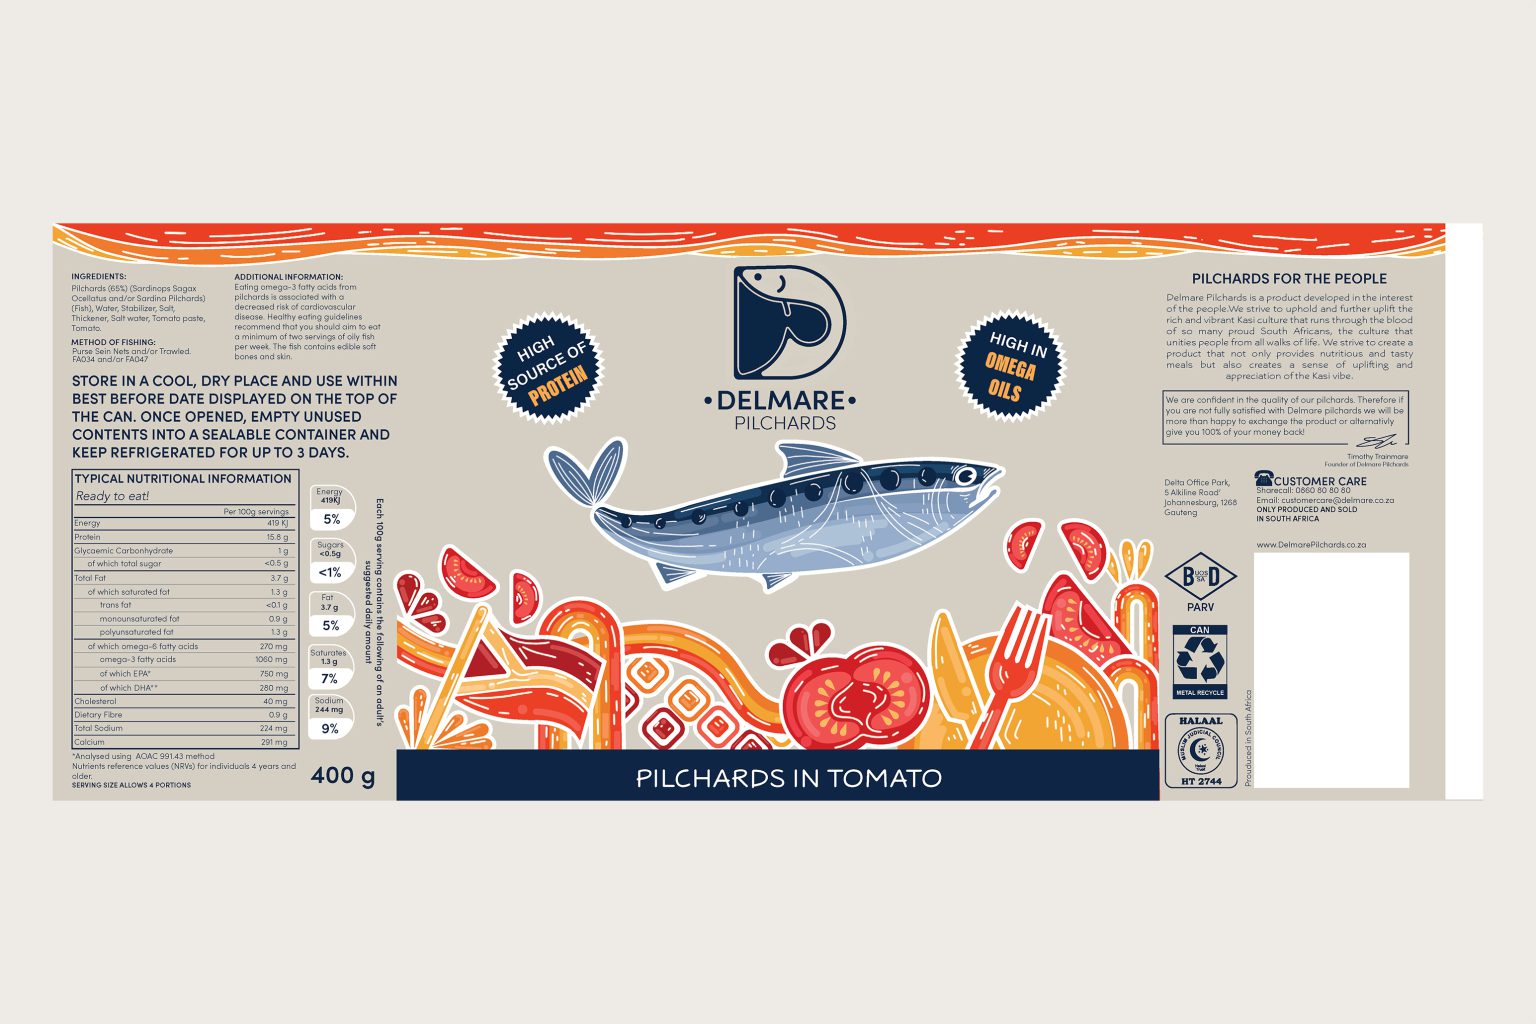 INGREDIENTS:
Pilchards (65%) (Sardinops Sagax
Ocellatus and/or Sardina Pilchards)
(Fish), Water, Stabilizer, Salt,
Thickener, Salt water, Tomato paste,
Tomato.
METHOD OF FISHING:
Purse Sein Nets and/or Trawled.
FA034 and/or FA047
ADDITIONAL INFORMATION:
Eating omega-3 fatty acids from
pilchards is associated with a
decreased risk of cardiovascular
disease. Healthy eating guidelines
recommend that you should aim to eat
a minimum of two servings of oily fish
per week. The fish contains edible soft
bones and skin.
STORE IN A COOL, DRY PLACE AND USE WITHIN
BEST BEFORE DATE DISPLAYED ON THE TOP OF
THE CAN. ONCE OPENED, EMPTY UNUSED
CONTENTS INTO A SEALABLE CONTAINER AND
KEEP REFRIGERATED FOR UP TO 3 DAYS.
TYPICAL NUTRITIONAL INFORMATION
Ready to eat!
Per 100g servings
Energy 419 KJ
Protein 15.8 g
Glycaemic Carbonhydrate 1 g
of which total sugar <0.5 g
Total Fat 3.7 g
of which saturated fat 1.3 g
trans fat <0.1 g
monounsaturated fat 0.9 g
polyunsaturated fat 1.3 g
of which omega-6 fatty acids 270 mg
omega-3 fatty acids 1060 mg
of which EPA* 750 mg
of which DHA** 280 mg
Cholesterol 40 mg
Dietary Fibre 0.9 g
Total Sodium 224 mg
Calcium 291 mg
*Analysed using AOAC 991.43 method
Nutrients reference values (NRVs) for individuals 4 years and
older.
SERVING SIZE ALLOWS 4 PORTIONS
Energy
419KJ
5%
Sugars
<0.5g
<1%
Fat
3.7 g
5%
Saturates
1.3 g
7%
Sodium
244 mg
9%
Each 100g serving contains the following of an adult's
suggested daily amount
400 g
HIGH
SOURCE OF
PROTEIN
•DELMARE•
PILCHARDS
HIGH IN
OMEGA
OILS
PILCHARDS IN TOMATO
PILCHARDS FOR THE PEOPLE
Delmare Pilchards is a product developed in the interest
of the people.We strive to uphold and further uplift the
rich and vibrant Kasi culture that runs through the blood
of so many proud South Africans, the culture that
unities people from all walks of life. We strive to create a
product that not only provides nutritious and tasty
meals but also creates a sense of uplifting and
appreciation of the Kasi vibe.
We are confident in the quality of our pilchards. Therefore if
you are not fully satisfied with Delmare pilchards we will be
more than happy to exchange the product or alternativly
give you 100% of your money back!
Timothy Trainmare
Founder of Delmare Pilchards
Delta Office Park,
5 Alkiline Road'
Johannesburg, 1268
Gauteng
CUSTOMER CARE
Sharecall: 0860 80 80 80
Email: customercare@delmare.co.za
ONLY PRODUCED AND SOLD
IN SOUTH AFRICA
www.DelmarePilchards.co.za
BUOS SA D
PARV
CAN
METAL RECYCLE
HALAAL
MUSLIM JUDICIAL COUNCIL
HT 2744
Prouduced in South Africa